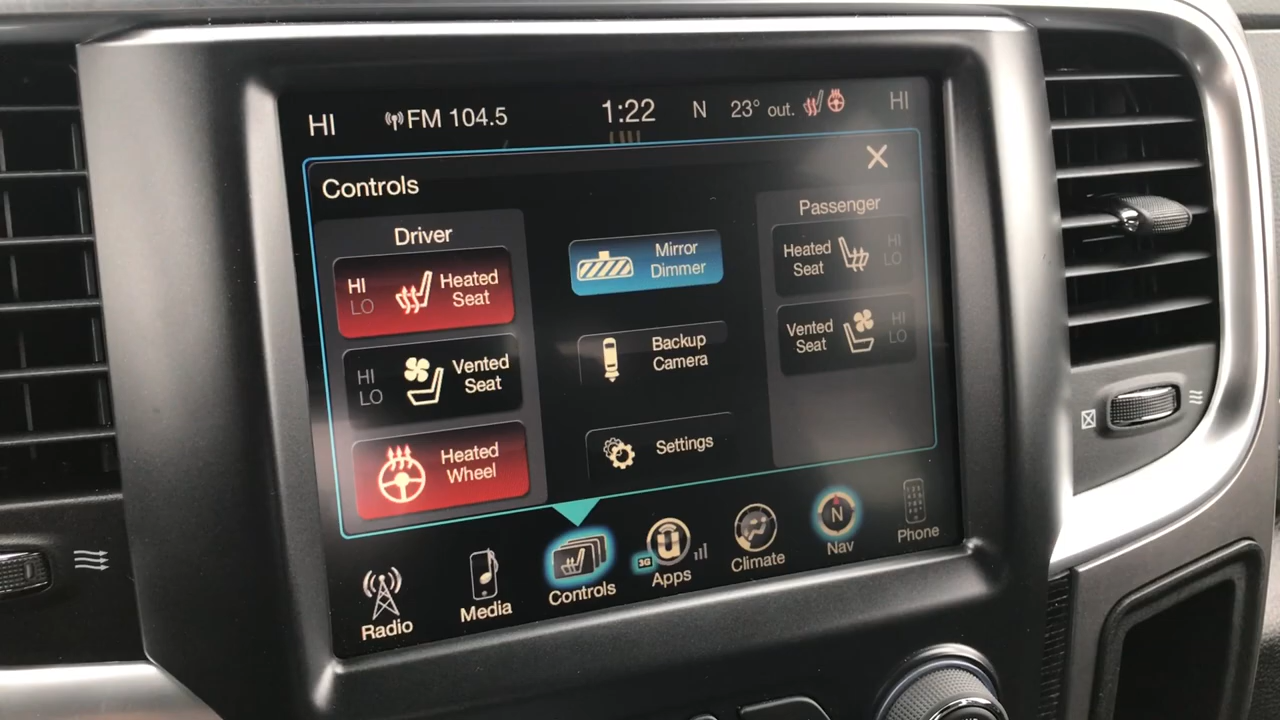 HI
FM 104.5
1:22
N
23° out.
HI
Controls
X
Driver
HI
LO
Heated
Seat
HI
LO
Vented
Seat
Heated
Wheel
Mirror
Dimmer
Backup
Camera
Settings
Passenger
Heated
Seat
HI
LO
Vented
Seat
HI
LO
Radio
Media
Controls
3G
Apps
Climate
N
Nav
Phone